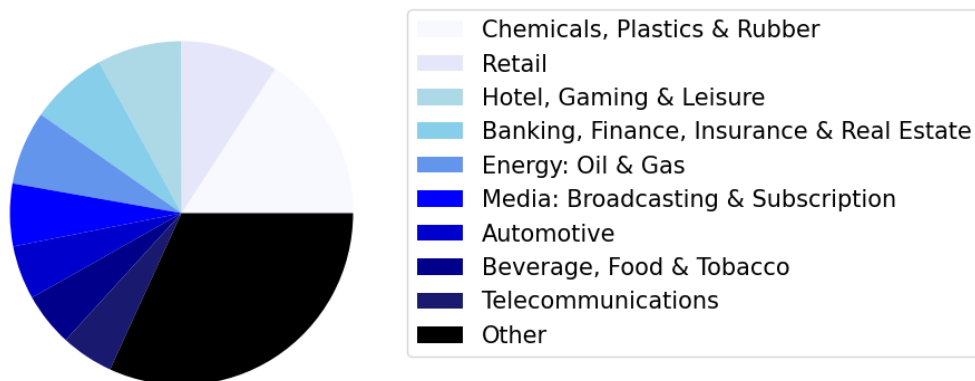 Chemicals, Plastics & Rubber
Retail
Hotel, Gaming & Leisure
Banking, Finance, Insurance & Real Estate
Energy: Oil & Gas
Media: Broadcasting & Subscription
Automotive
Beverage, Food & Tobacco
Telecommunications
Other